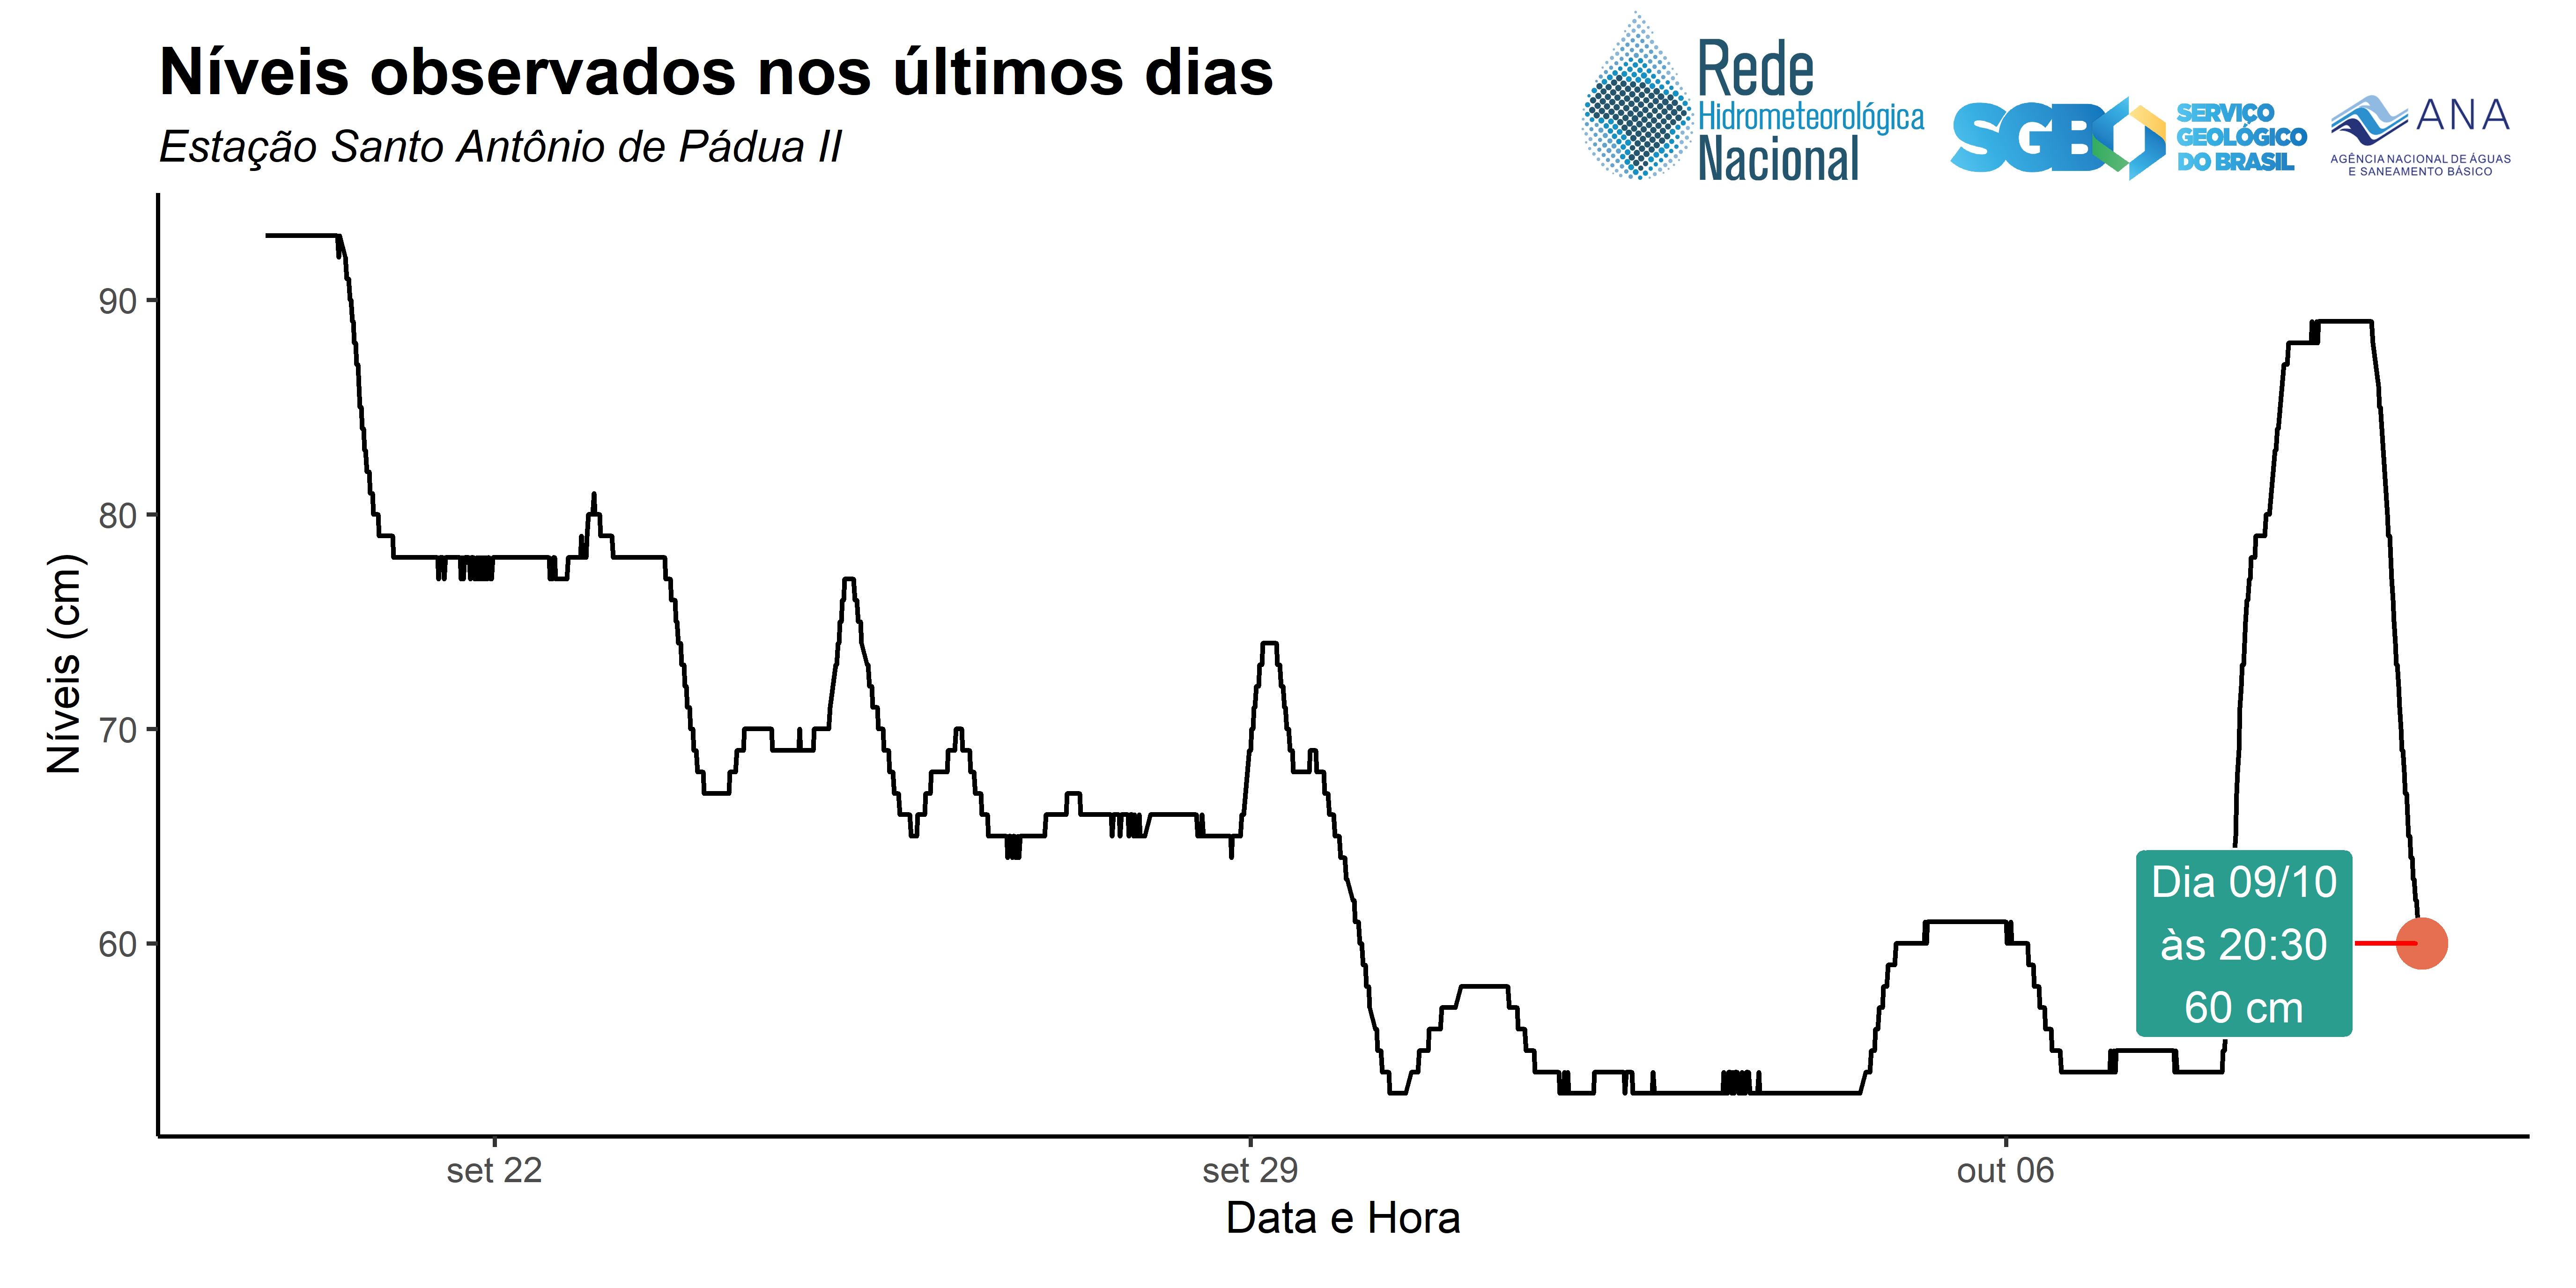 Níveis observados nos últimos dias
Estação Santo Antônio de Pádua II
Rede
Hidrometeorológica
Nacional
SGB
SERVIÇO
GEOLÓGICO
DO BRASIL
ANA
AGÊNCIA NACIONAL DE ÁGUAS
E SANEAMENTO BÁSICO
Níveis (cm)
90
80
70
60
Dia 09/10
às 20:30
60 cm
set 22
set 29
out 06
Data e Hora